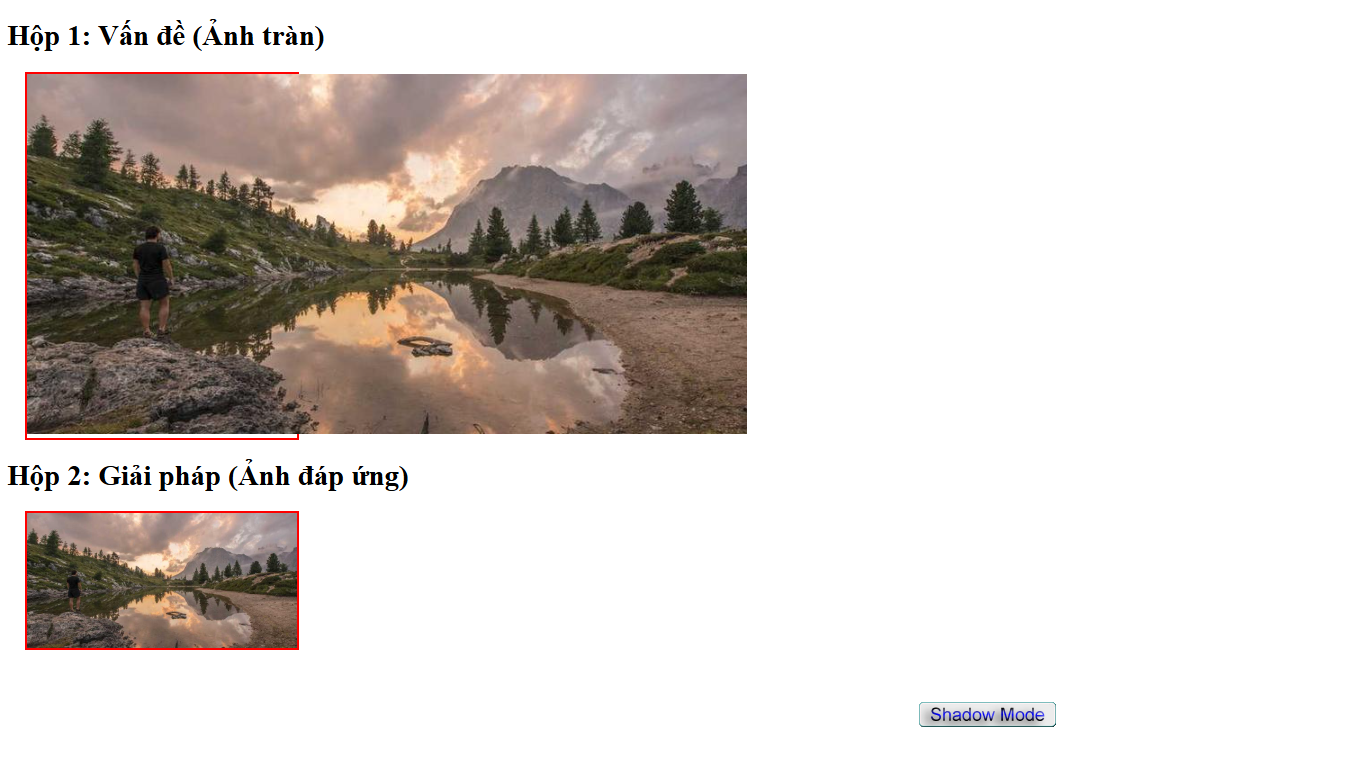 Hộp 1: Vấn đề (Ảnh tràn)
Hộp 2: Giải pháp (Ảnh đáp ứng)
Shadow Mode